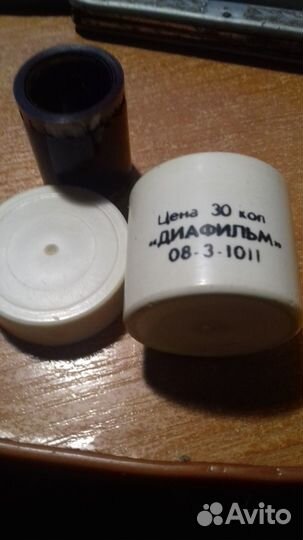 Цена 30 коп
«ДИАФИЛЬМ»
08-3-1011
Avito